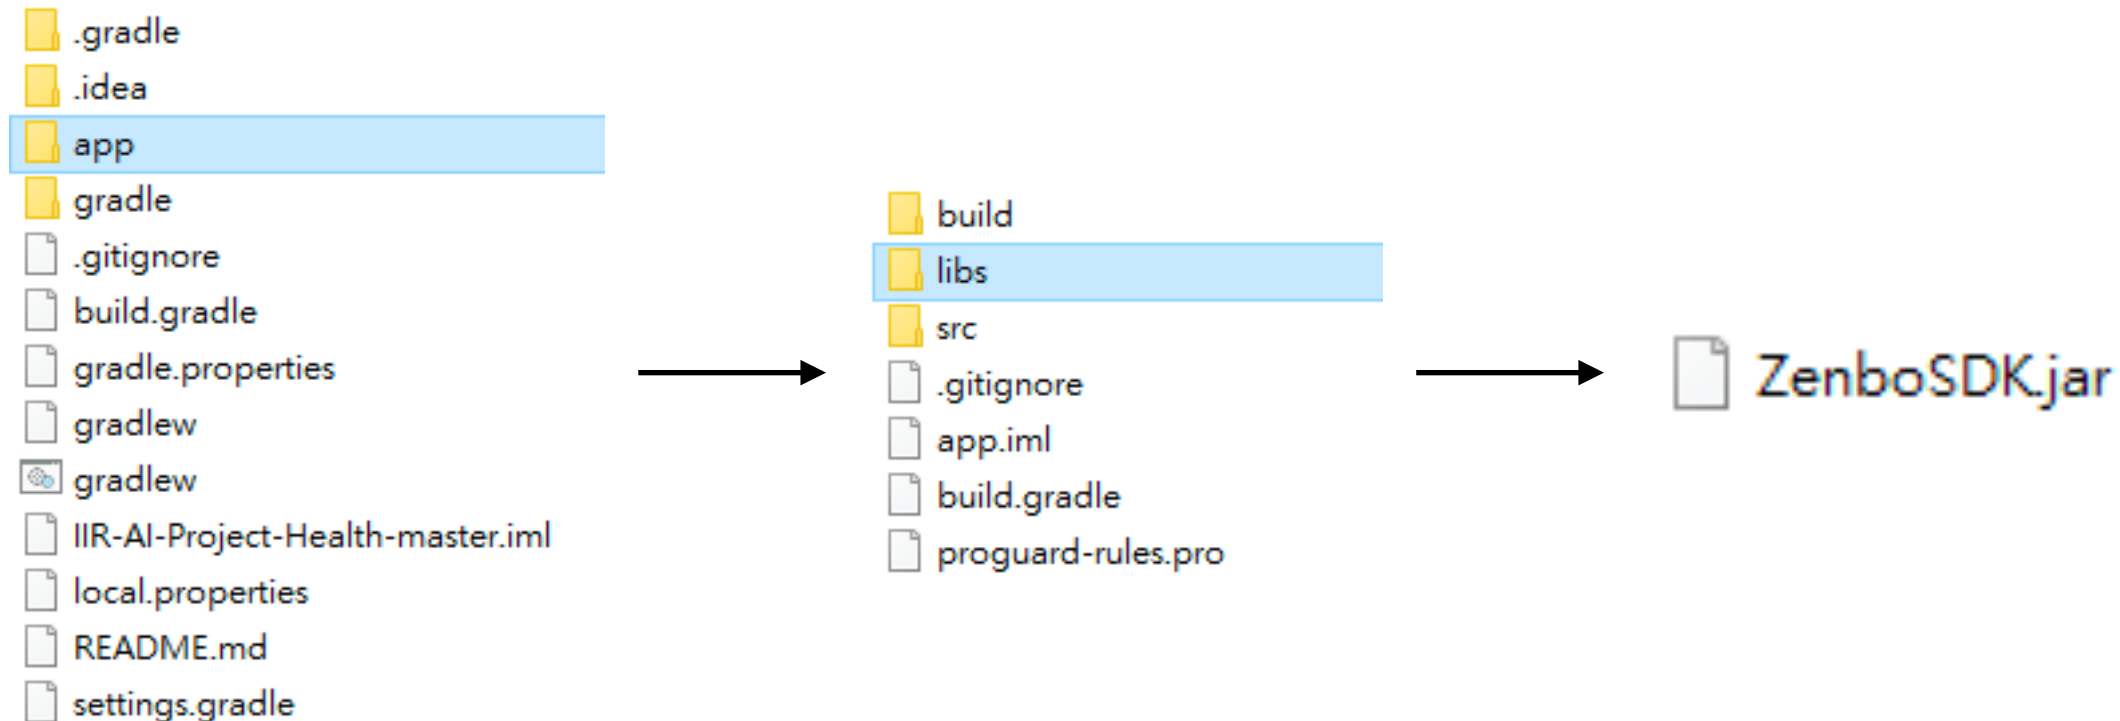 .gradle
.idea
app
gradle
.gitignore
build.gradle
gradle.properties
gradlew
gradlew
IIR-AI-Project-Health-master.iml
local.properties
README.md
settings.gradle
build
libs
src
.gitignore
app.iml
build.gradle
proguard-rules.pro
ZenboSDK.jar